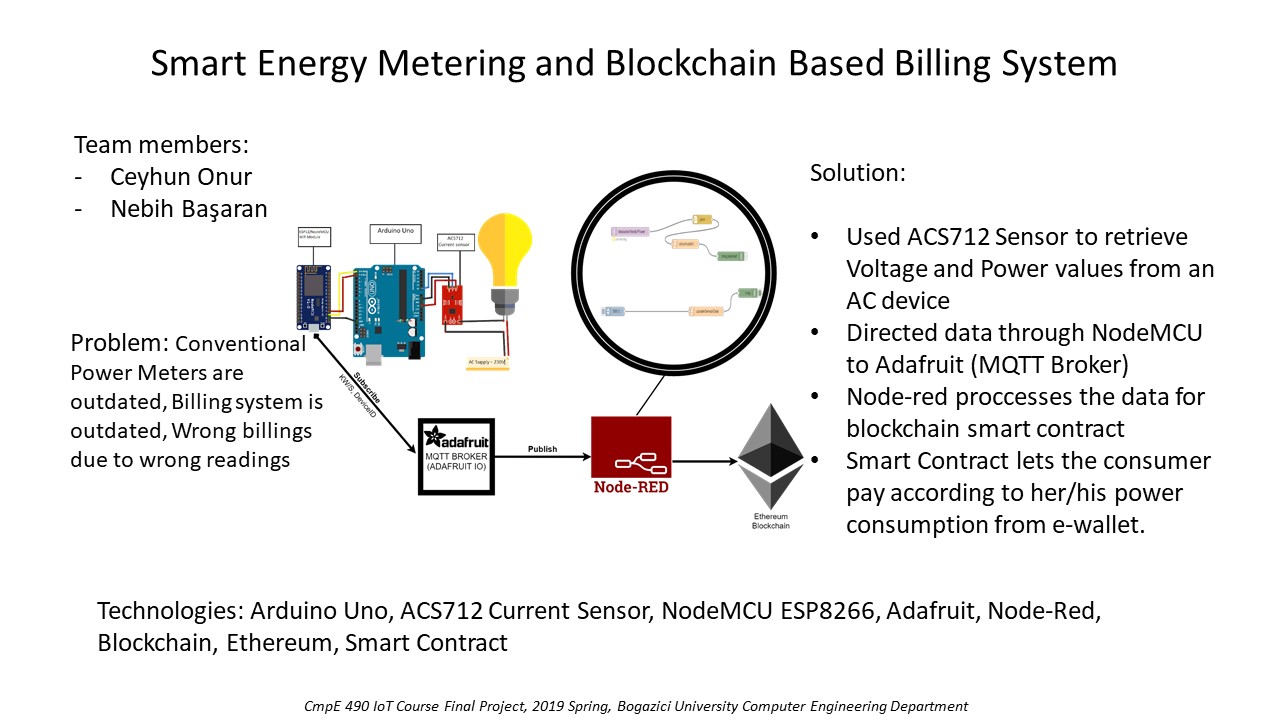 Smart Energy Metering and Blockchain Based Billing System
Team members:
- Ceyhun Onur
- Nebih Başaran
Problem: Conventional
Power Meters are
outdated, Billing system is
outdated, Wrong billings
due to wrong readings
Arduino Uno
ACS712
Current sensor
AC Supply - 230V
Subscribe
KW/S, DeviceID
adafruit
MQTT BROKER
(ADAFRUIT IO)
Publish
Node-RED
Ethereum
Blockchain
Solution:
• Used ACS712 Sensor to retrieve
Voltage and Power values from an
AC device
• Directed data through NodeMCU
to Adafruit (MQTT Broker)
• Node-red proccesses the data for
blockchain smart contract
• Smart Contract lets the consumer
pay according to her/his power
consumption from e-wallet.
Technologies: Arduino Uno, ACS712 Current Sensor, NodeMCU ESP8266, Adafruit, Node-Red,
Blockchain, Ethereum, Smart Contract
CmpE 490 IoT Course Final Project, 2019 Spring, Bogazici University Computer Engineering Department